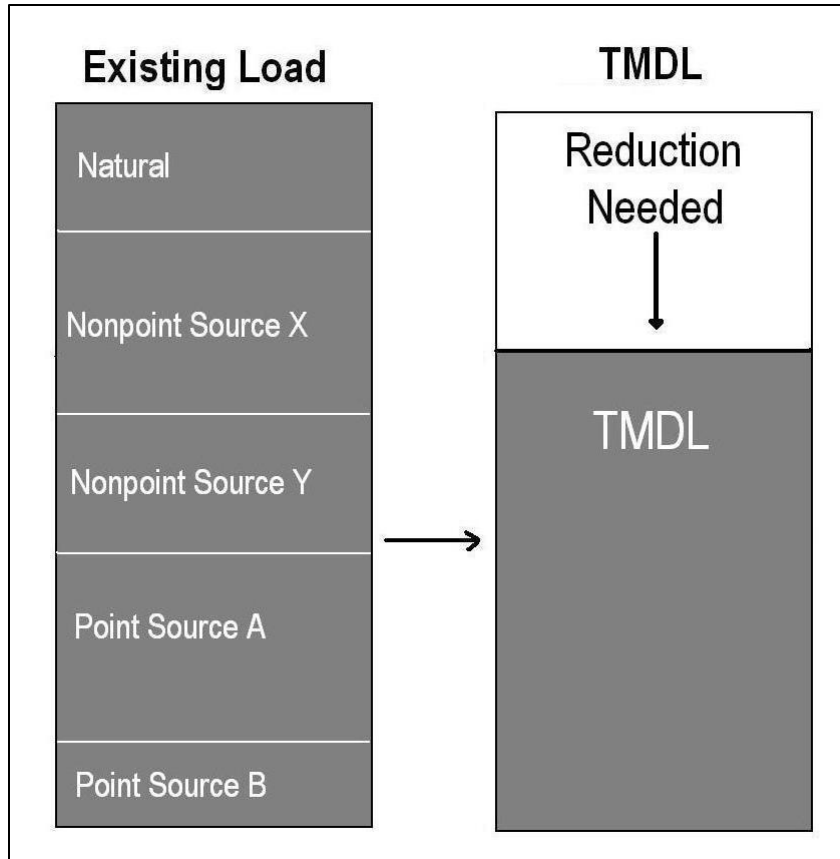 Existing Load
Natural
Nonpoint Source X
Nonpoint Source Y
Point Source A
Point Source B
TMDL
Reduction
Needed
TMDL